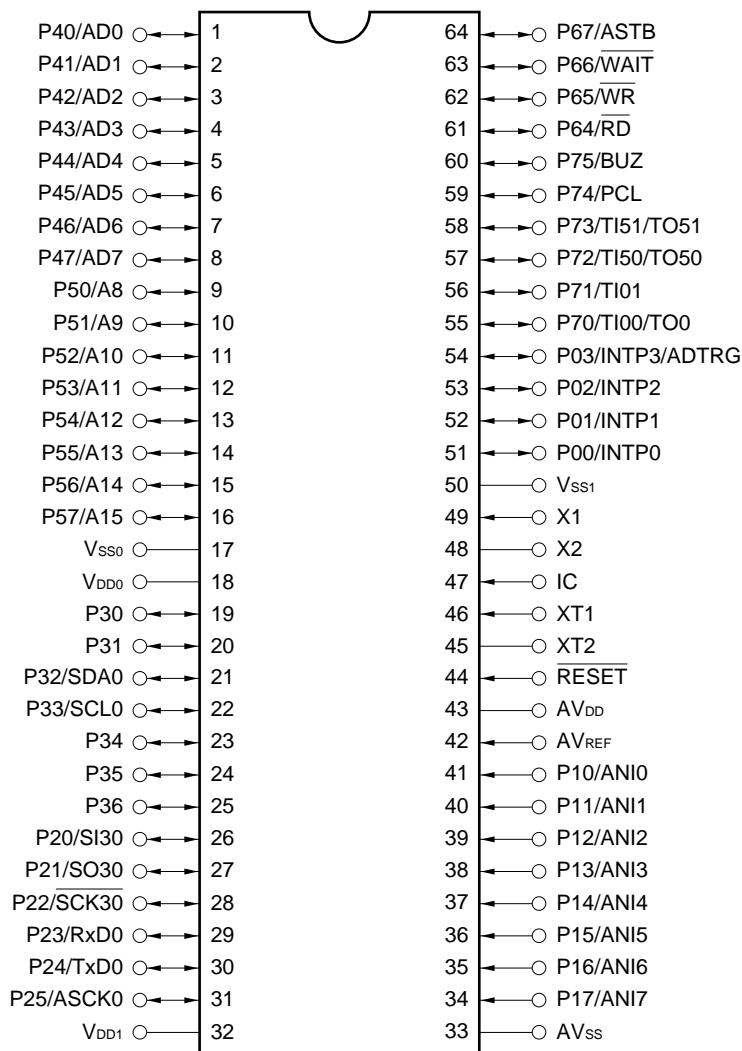 P40/AD0 1 64 P67/ASTB
P41/AD1 2 63 P66/WAIT
P42/AD2 3 62 P65/WR
P43/AD3 4 61 P64/RD
P44/AD4 5 60 P75/BUZ
P45/AD5 6 59 P74/PCL
P46/AD6 7 58 P73/TI51/TO51
P47/AD7 8 57 P72/TI50/TO50
P50/A8 9 56 P71/TI01
P51/A9 10 55 P70/TI00/TO0
P52/A10 11 54 P03/INTP3/ADTRG
P53/A11 12 53 P02/INTP2
P54/A12 13 52 P01/INTP1
P55/A13 14 51 P00/INTP0
P56/A14 15 50 VSS1
P57/A15 16 49 X1
VSS0 17 48 X2
VDD0 18 47 IC
P30 19 46 XT1
P31 20 45 XT2
P32/SDA0 21 44 RESET
P33/SCL0 22 43 AVDD
P34 23 42 AVREF
P35 24 41 P10/ANI0
P36 25 40 P11/ANI1
P20/SI30 26 39 P12/ANI2
P21/SO30 27 38 P13/ANI3
P22/SCK30 28 37 P14/ANI4
P23/RxD0 29 36 P15/ANI5
P24/TxD0 30 35 P16/ANI6
P25/ASCK0 31 34 P17/ANI7
VDD1 32 33 AVSS